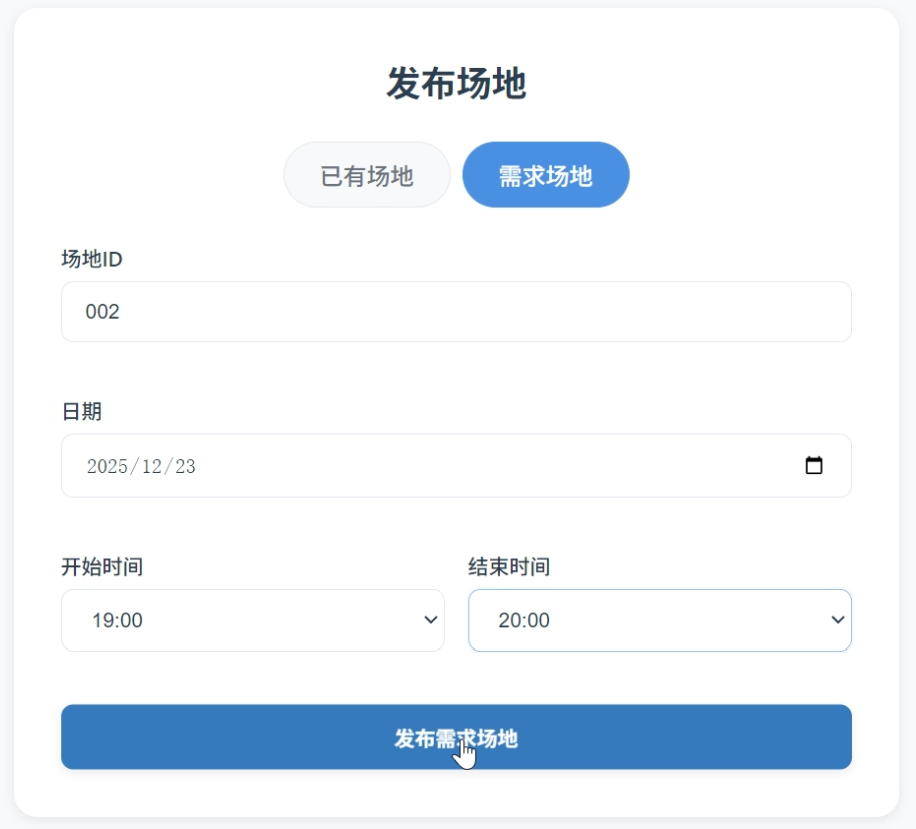 发布场地
已有场地 需求场地
场地ID
002
日期
2025/12/23
开始时间 结束时间
19:00 20:00
发布需求场地